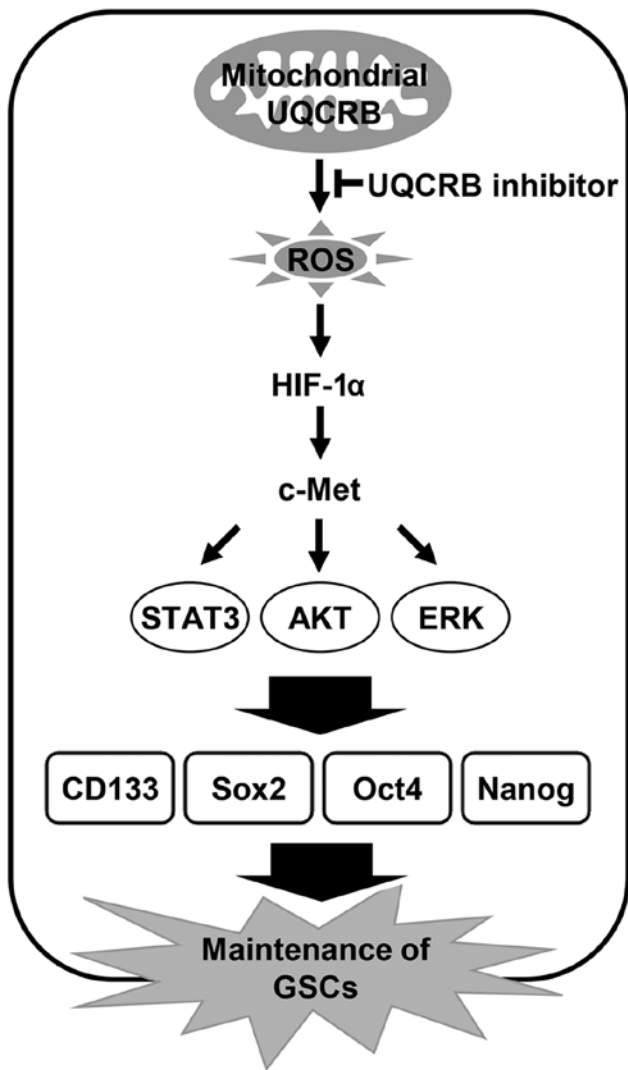 Mitochondrial
UQCRB
UQCRB inhibitor
ROS
HIF-1α
c-Met
STAT3 AKT ERK
CD133 Sox2 Oct4 Nanog
Maintenance of
GSCs